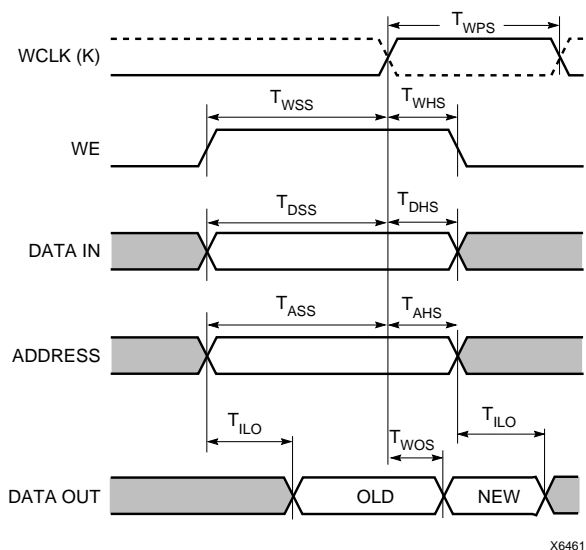 T_WPS
WCLK (K)
T_WSS T_WHS
WE
T_DSS T_DHS
DATA IN
T_ASS T_AHS
ADDRESS
T_ILO T_WOS T_ILO
DATA OUT OLD NEW
X6461